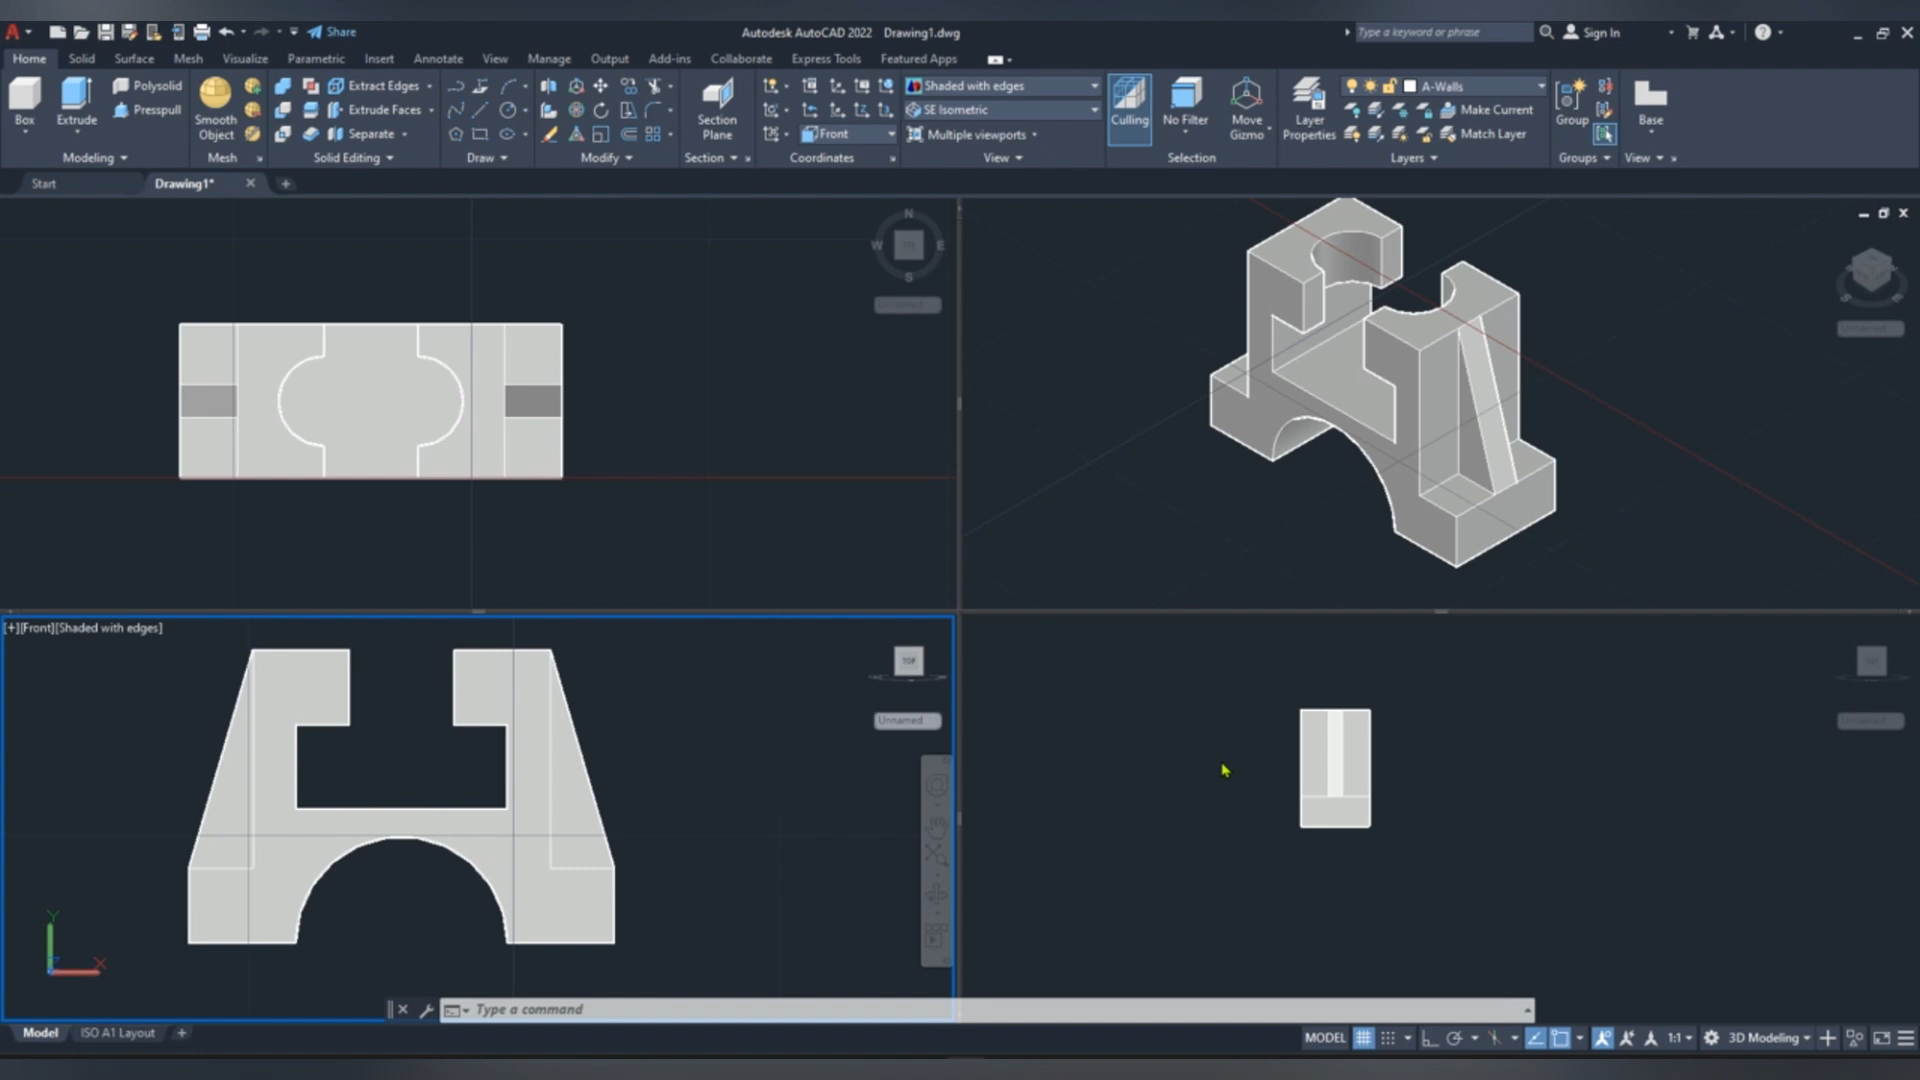 Share
Autodesk AutoCAD 2022 Drawing1.dwg
Type a keyword or phrase
Sign In
Home Solid Surface Mesh Visualize Parametric Insert Annotate View Manage Output Add-ins Collaborate Express Tools Featured Apps
Polysolid Extract Edges Shaded with edges A-Walls
Presspull Extrude Faces SE Isometric Make Current
Box Extrude Smooth Object Separate Section Plane Front Multiple viewports Culling No Filter Move Gizmo Layer Properties Match Layer Group Base
Modeling Mesh Solid Editing Draw Modify Section Coordinates View Selection Layers Groups View
Start Drawing1*
N
W E
S
S E
[+][Front][Shaded with edges]
TOP
Unnamed
Y
X
Type a command
Model ISO A1 Layout
MODEL 1:1 3D Modeling